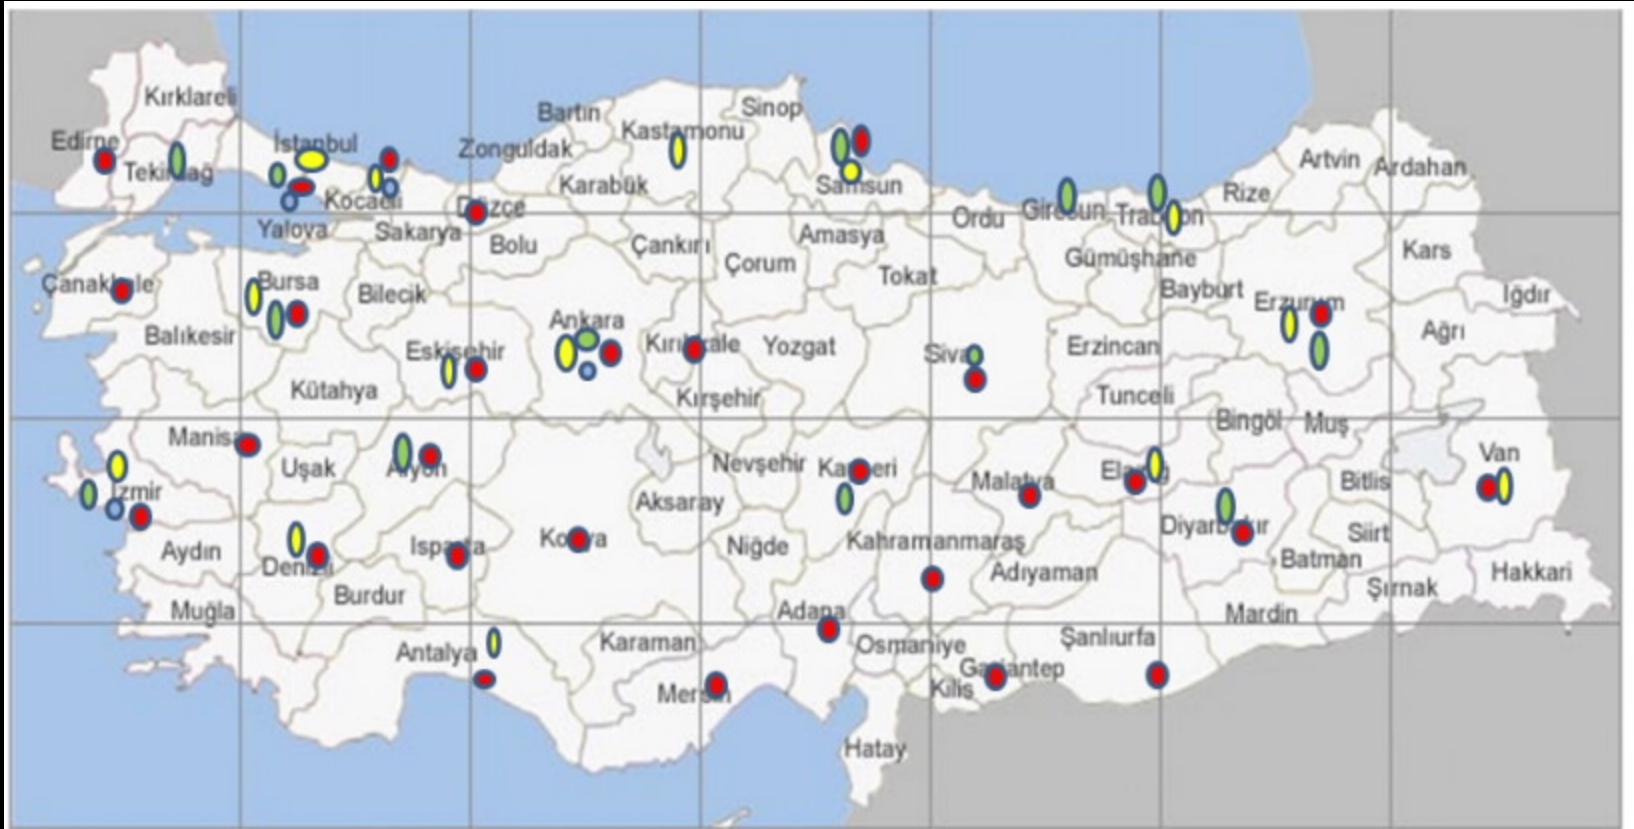 Kırklareli
Edirne
Tekirdağ
İstanbul
Kocaeli
Yalova
Sakarya
Düzce
Bolu
Zonguldak
Bartın
Karabük
Kastamonu
Sinop
Samsun
Çankırı
Çorum
Amasya
Tokat
Ordu
Giresun
Trabzon
Rize
Artvin
Ardahan
Gümüşhane
Bayburt
Kars
Iğdır
Çanakkale
Balıkesir
Bursa
Bilecik
Kütahya
Eskişehir
Ankara
Kırıkkale
Kırşehir
Yozgat
Sivas
Erzincan
Erzurum
Ağrı
Tunceli
Bingöl
Muş
Manisa
İzmir
Uşak
Afyon
Aksaray
Nevşehir
Kayseri
Malatya
Elazığ
Diyarbakır
Bitlis
Van
Aydın
Denizli
Isparta
Konya
Niğde
Kahramanmaraş
Adıyaman
Siirt
Batman
Şırnak
Hakkari
Muğla
Burdur
Antalya
Karaman
Mersin
Adana
Osmaniye
Gaziantep
Kilis
Şanlıurfa
Mardin
Hatay